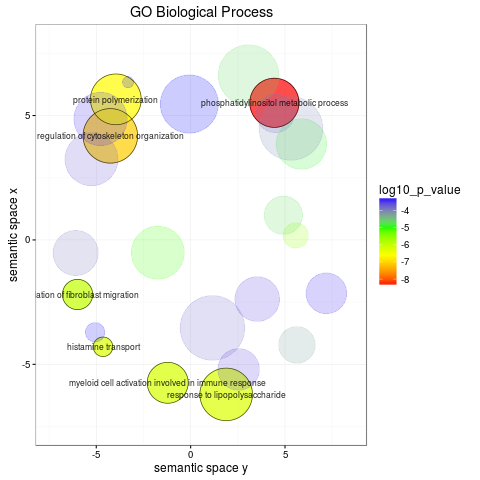 GO Biological Process
protein polymerization
phosphatidylinositol metabolic process
regulation of cytoskeleton organization
ation of fibroblast migration
histamine transport
myeloid cell activation involved in immune response
response to lipopolysaccharide
5
0
-5
semantic space x
-5
0
5
semantic space y
log10_p_value
-4
-5
-6
-7
-8